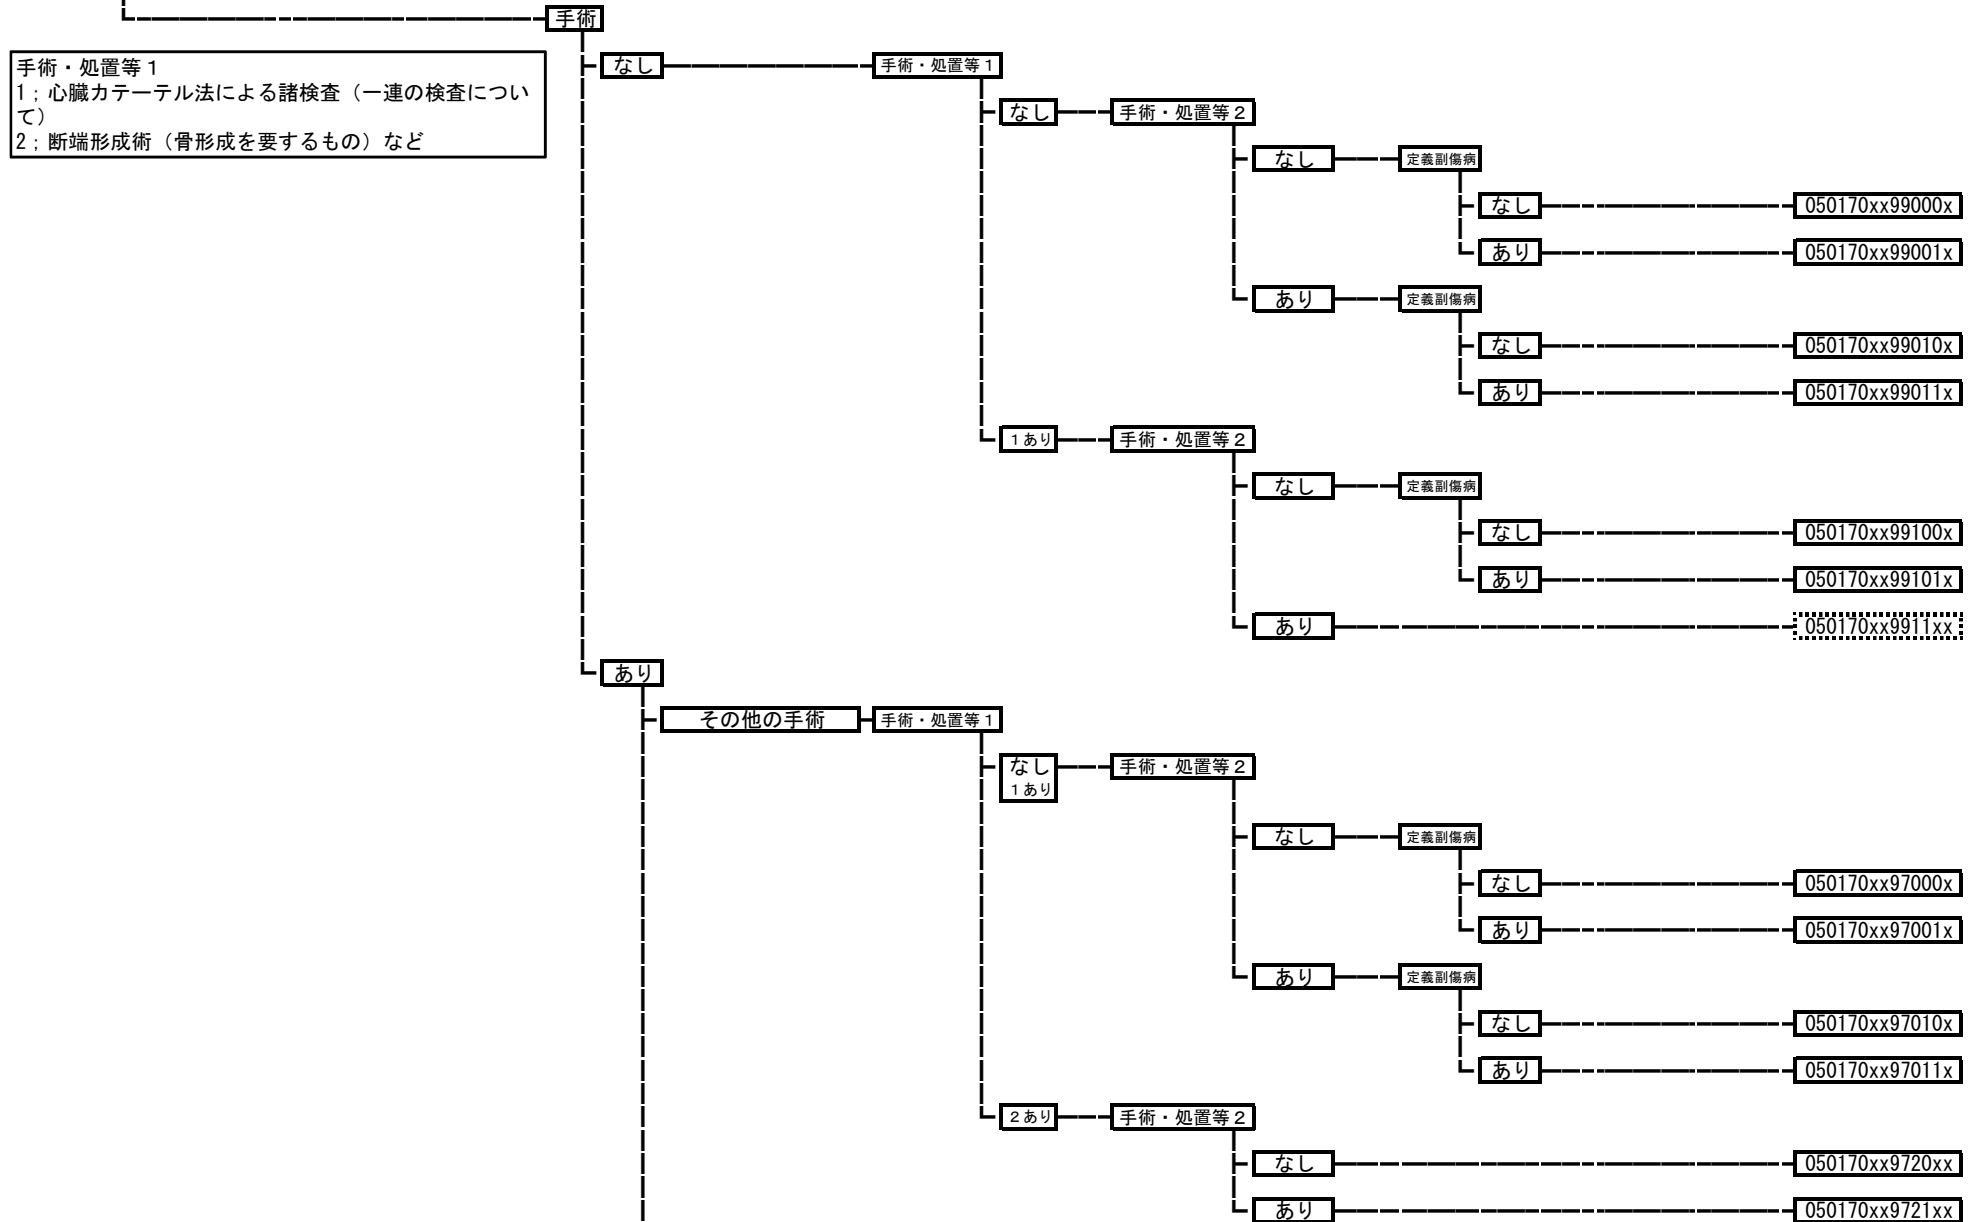 手術
なし
手術・処置等１
手術・処置等１
1；心臓カテーテル法による諸検査（一連の検査につい
て）
2；断端形成術（骨形成を要するもの）など
なし
手術・処置等２
なし
定義副傷病
なし
050170xx99000x
あり
050170xx99001x
あり
定義副傷病
なし
050170xx99010x
あり
050170xx99011x
１あり
手術・処置等２
なし
定義副傷病
なし
050170xx99100x
あり
050170xx99101x
あり
050170xx9911xx
あり
その他の手術
手術・処置等１
なし
１あり
手術・処置等２
なし
定義副傷病
なし
050170xx97000x
あり
050170xx97001x
あり
定義副傷病
なし
050170xx97010x
あり
050170xx97011x
２あり
手術・処置等２
なし
050170xx9720xx
あり
050170xx9721xx